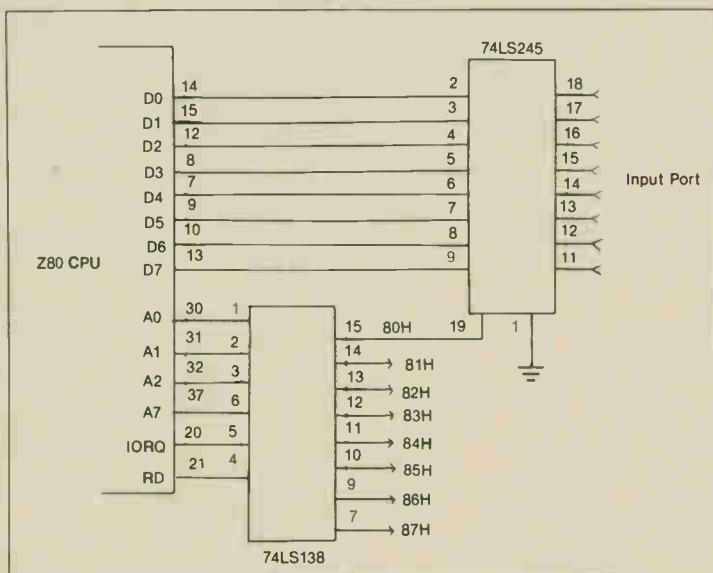 74LS245
14 2 18
D0
15 3 17
D1
12 4 16
D2
8 5 15
D3
7 6 14 Input Port
D4
9 7 13
D5
10 8 12
D6
13 9 11
Z80 CPU D7
30 1 15 80H 19 1
A0
31 2 14 81H
A1
32 3 13 82H
A2
37 6 12 83H
A7
20 5 11 84H
IORQ
21 4 10 85H
RD
9 86H
7 87H
74LS138